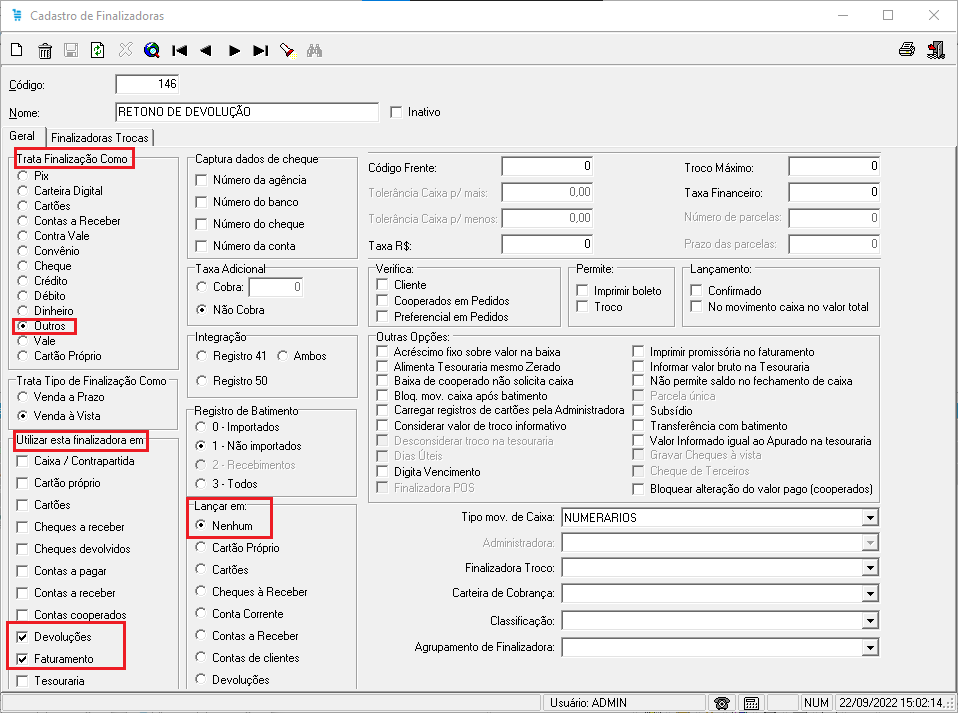 Cadastro de Finalizadoras
Código: 146
Nome: RETONO DE DEVOLUÇÃO Inativo
Geral Finalizadoras Trocas
Trata Finalização Como
Pix
Carteira Digital
Cartões
Contas a Receber
Contra Vale
Convênio
Cheque
Crédito
Débito
Dinheiro
Outros
Vale
Cartão Próprio
Trata Tipo de Finalização Como
Venda a Prazo
Venda à Vista
Utilizar esta finalizadora em:
Caixa / Contrapartida
Cartão próprio
Cartões
Cheques a receber
Cheques devolvidos
Contas a pagar
Contas a receber
Contas cooperados
Devoluções
Faturamento
Tesouraria
Captura dados de cheque
Número da agência
Número do banco
Número do cheque
Número da conta
Taxa Adicional
Cobra: 0
Não Cobra
Integração
Registro 41 Ambos
Registro 50
Registro de Batimento
0 - Importados
1 - Não importados
2 - Recebimentos
3 - Todos
Lançar em:
Nenhum
Cartão Próprio
Cartões
Cheques à Receber
Conta Corrente
Contas a Receber
Contas de clientes
Devoluções
Código Frente: 0
Tolerância Caixa p/ mais: 0,00
Tolerância Caixa p/ menos: 0,00
Taxa R$: 0
Troco Máximo: 0
Taxa Financeiro: 0
Número de parcelas: 0
Prazo das parcelas: 0
Verifica:
Cliente
Cooperados em Pedidos
Preferencial em Pedidos
Permite:
Imprimir boleto
Troco
Lançamento:
Confirmado
No movimento caixa no valor total
Outras Opções:
Acréscimo fixo sobre valor na baixa
Alimenta Tesouraria mesmo Zerado
Baixa de cooperado não solicita caixa
Bloq. mov. caixa após batimento
Carregar registros de cartões pela Administradora
Considerar valor de troco informativo
Desconsiderar troco na tesouraria
Dias Úteis
Digita Vencimento
Finalizadora POS
Imprimir promissória no faturamento
Informar valor bruto na Tesouraria
Não permite saldo no fechamento de caixa
Parcela única
Subsídio
Transferência com batimento
Valor Informado igual ao Apurado na tesouraria
Gravar Cheques à vista
Cheque de Terceiros
Bloquear alteração do valor pago (cooperados)
Tipo mov. de Caixa: NUMERARIOS
Administradora:
Finalizadora Troco:
Carteira de Cobrança:
Classificação:
Agrupamento de Finalizadora:
Usuário: ADMIN NUM 22/09/2022 15:02:14